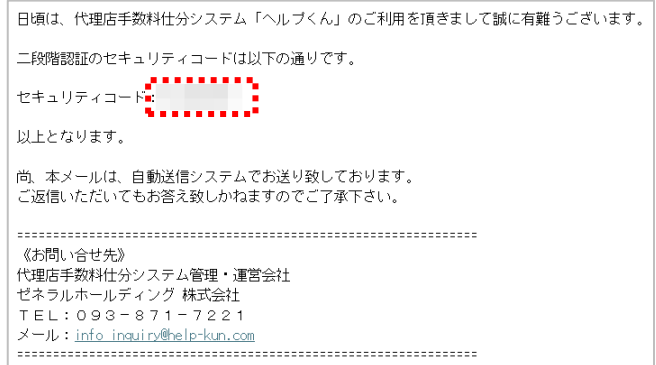 日頃は、代理店手数料仕分システム「ヘルプくん」のご利用を頂きまして誠に有難うございます。
二段階認証のセキュリティコードは以下の通りです。
セキュリティコード：
以上となります。
尚、本メールは、自動送信システムでお送り致しております。
ご返信いただいてもお答え致しかねますのでご了承下さい。
================================================================
《お問い合せ先》
代理店手数料仕分システム管理・運営会社
ゼネラルホールディング 株式会社
ＴＥＬ：０９３－８７１－７２２１
メール：info_inquiry@help-kun.com
================================================================